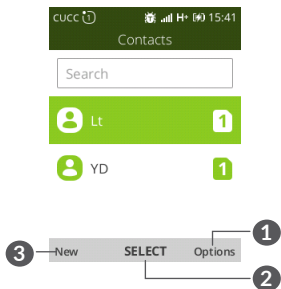 CUCC 1 H+ 15:41
Contacts
Search
Lt 1
YD 1
New SELECT Options
1
2
3